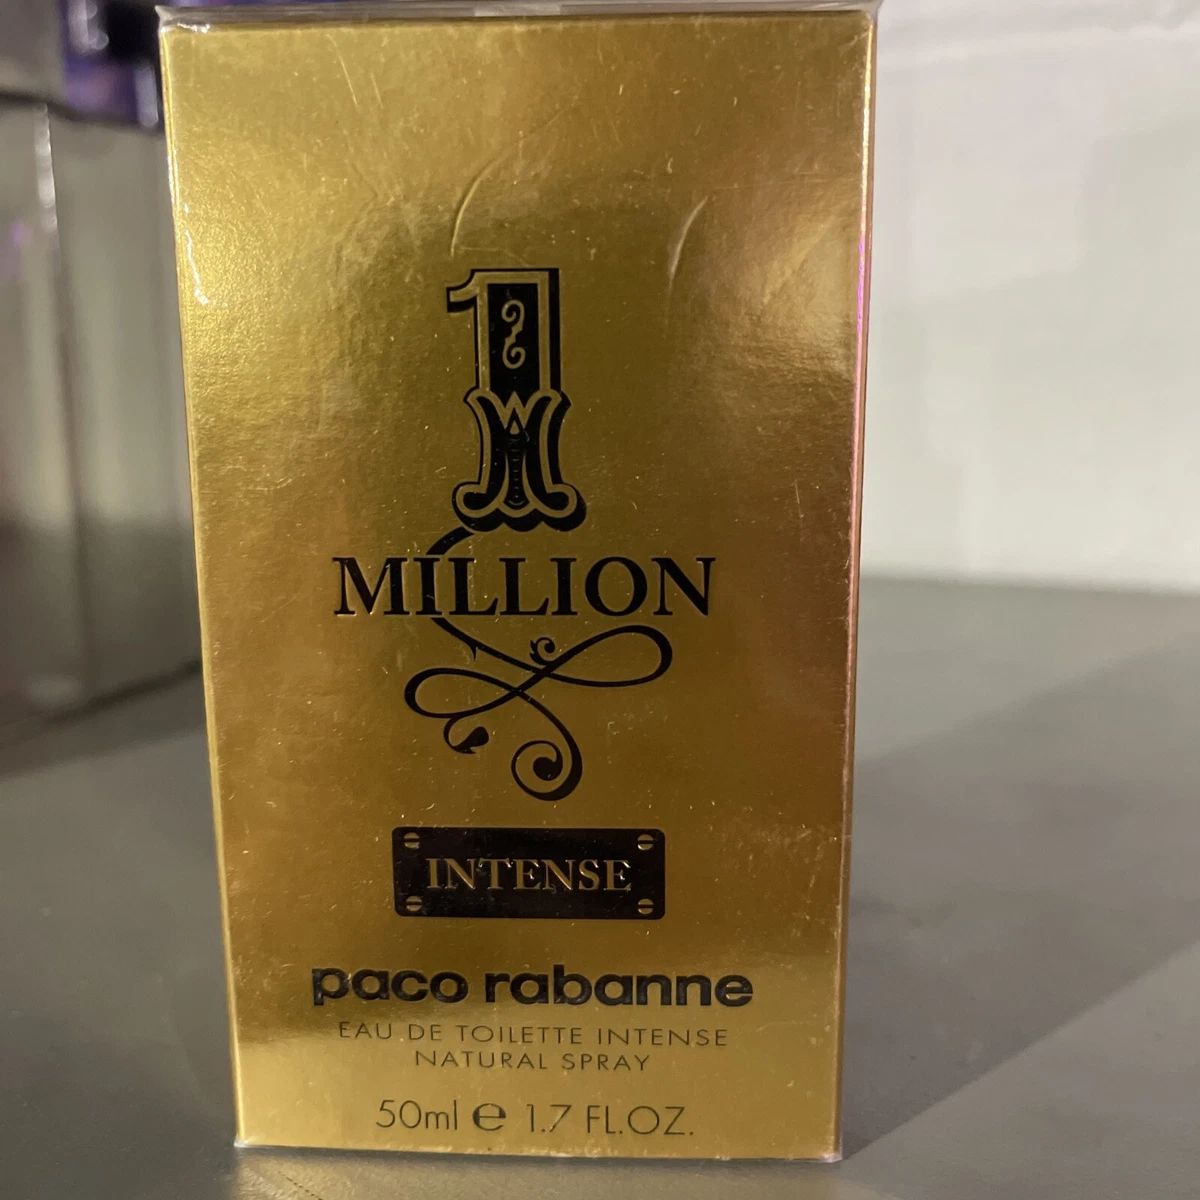 1
MILLION
INTENSE
paco rabanne
EAU DE TOILETTE INTENSE
NATURAL SPRAY
50ml ℮ 1.7 FL.OZ.